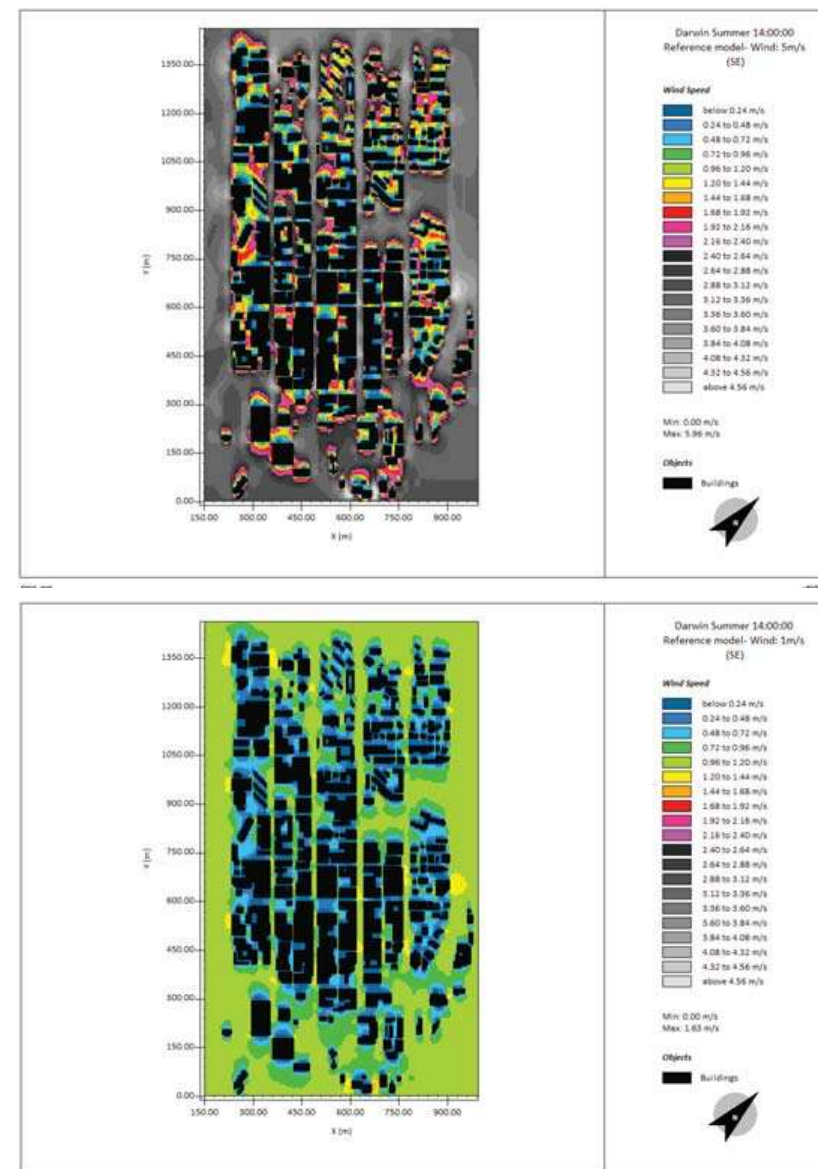 Darwin Summer 14:00:00
Reference model- Wind: 5m/s
(SE)
Wind Speed
below 0.24 m/s
0.24 to 0.48 m/s
0.48 to 0.72 m/s
0.72 to 0.96 m/s
0.96 to 1.20 m/s
1.20 to 1.44 m/s
1.44 to 1.68 m/s
1.68 to 1.92 m/s
1.92 to 2.16 m/s
2.16 to 2.40 m/s
2.40 to 2.64 m/s
2.64 to 2.88 m/s
2.88 to 3.12 m/s
3.12 to 3.36 m/s
3.36 to 3.60 m/s
3.60 to 3.84 m/s
3.84 to 4.08 m/s
4.08 to 4.32 m/s
4.32 to 4.56 m/s
above 4.56 m/s
Min: 0.00 m/s
Max: 5.96 m/s
Objects
Buildings
N
Y (m)
1350.00
1200.00
1050.00
900.00
750.00
600.00
450.00
300.00
150.00
0.00
150.00 300.00 450.00 600.00 750.00 900.00
X (m)
Darwin Summer 14:00:00
Reference model- Wind: 1m/s
(SE)
Wind Speed
below 0.24 m/s
0.24 to 0.48 m/s
0.48 to 0.72 m/s
0.72 to 0.96 m/s
0.96 to 1.20 m/s
1.20 to 1.44 m/s
1.44 to 1.68 m/s
1.68 to 1.92 m/s
1.92 to 2.16 m/s
2.16 to 2.40 m/s
2.40 to 2.64 m/s
2.64 to 2.88 m/s
2.88 to 3.12 m/s
3.12 to 3.36 m/s
3.36 to 3.60 m/s
3.60 to 3.84 m/s
3.84 to 4.08 m/s
4.08 to 4.32 m/s
4.32 to 4.56 m/s
above 4.56 m/s
Min: 0.00 m/s
Max: 1.63 m/s
Objects
Buildings
N
Y (m)
1350.00
1200.00
1050.00
900.00
750.00
600.00
450.00
300.00
150.00
0.00
150.00 300.00 450.00 600.00 750.00 900.00
X (m)